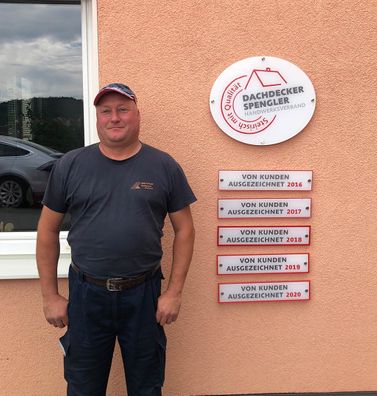 Steirisch mit Qualität
DACHDECKER
SPENGLER
HANDWERKSVERBAND
VON KUNDEN
AUSGEZEICHNET 2016
VON KUNDEN
AUSGEZEICHNET 2017
VON KUNDEN
AUSGEZEICHNET 2018
VON KUNDEN
AUSGEZEICHNET 2019
VON KUNDEN
AUSGEZEICHNET 2020